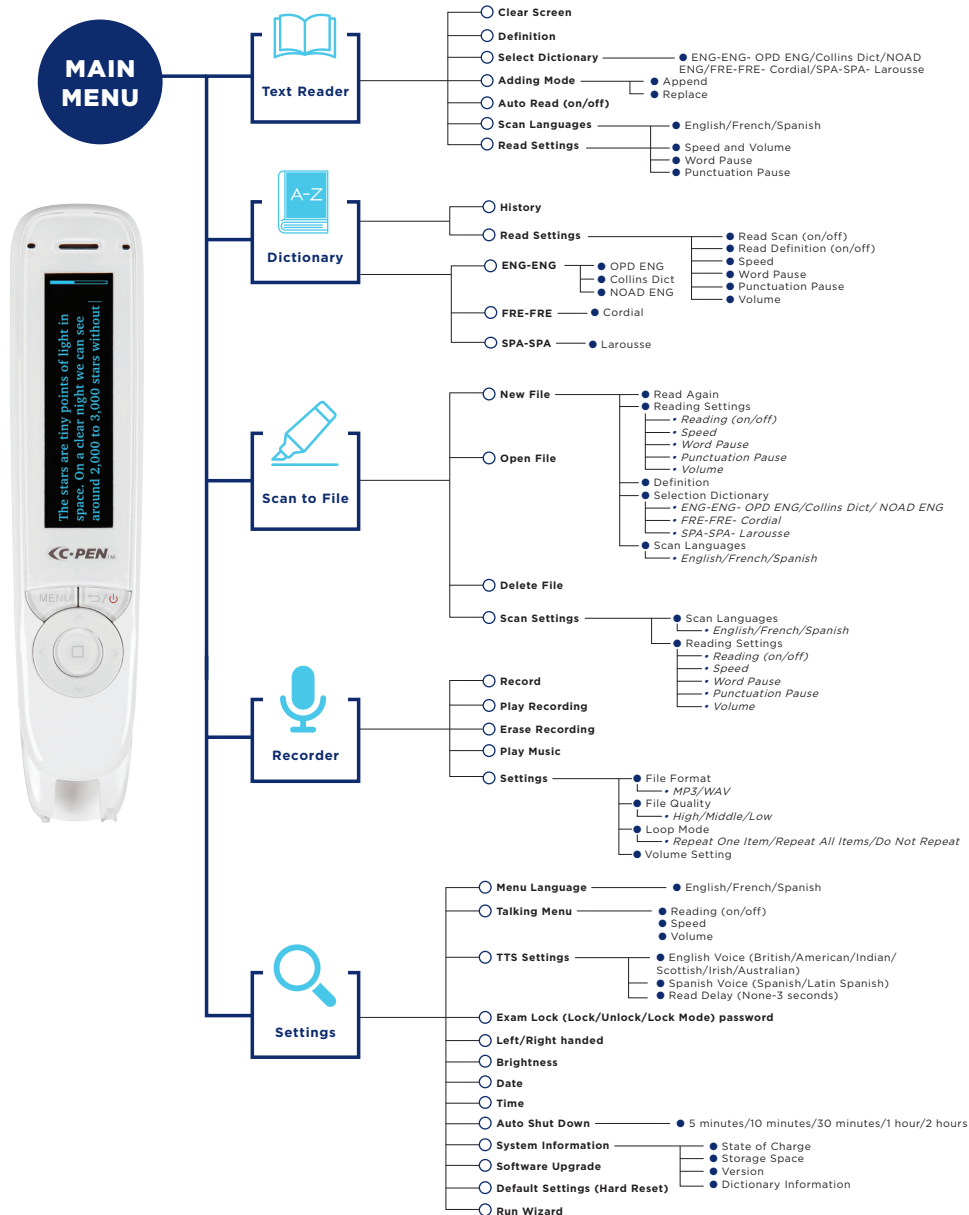 MAIN
MENU
Text Reader
Clear Screen
Definition
Select Dictionary
ENG-ENG- OPD ENG/Collins Dict/NOAD
ENG/FRE-FRE- Cordial/SPA-SPA- Larousse
Adding Mode
Append
Replace
Auto Read (on/off)
Scan Languages
English/French/Spanish
Read Settings
Speed and Volume
Word Pause
Punctuation Pause
A-Z
Dictionary
History
Read Settings
Read Scan (on/off)
Read Definition (on/off)
Speed
Word Pause
Punctuation Pause
Volume
ENG-ENG
OPD ENG
Collins Dict
NOAD ENG
FRE-FRE
Cordial
SPA-SPA
Larousse
The stars are tiny points of light in
space. On a clear night we can see
around 2,000 to 3,000 stars without
C-PEN TM
MENU
Scan to File
New File
Read Again
Reading Settings
• Reading (on/off)
• Speed
• Word Pause
• Punctuation Pause
• Volume
Definition
Selection Dictionary
• ENG-ENG- OPD ENG/Collins Dict/ NOAD ENG
• FRE-FRE- Cordial
• SPA-SPA- Larousse
Scan Languages
• English/French/Spanish
Open File
Delete File
Scan Settings
Scan Languages
• English/French/Spanish
Reading Settings
• Reading (on/off)
• Speed
• Word Pause
• Punctuation Pause
• Volume
Recorder
Record
Play Recording
Erase Recording
Play Music
Settings
File Format
• MP3/WAV
File Quality
• High/Middle/Low
Loop Mode
• Repeat One Item/Repeat All Items/Do Not Repeat
Volume Setting
Settings
Menu Language
English/French/Spanish
Talking Menu
Reading (on/off)
Speed
Volume
TTS Settings
English Voice (British/American/Indian/
Scottish/Irish/Australian)
Spanish Voice (Spanish/Latin Spanish)
Read Delay (None-3 seconds)
Exam Lock (Lock/Unlock/Lock Mode) password
Left/Right handed
Brightness
Date
Time
Auto Shut Down
5 minutes/10 minutes/30 minutes/1 hour/2 hours
System Information
State of Charge
Storage Space
Version
Dictionary Information
Software Upgrade
Default Settings (Hard Reset)
Run Wizard